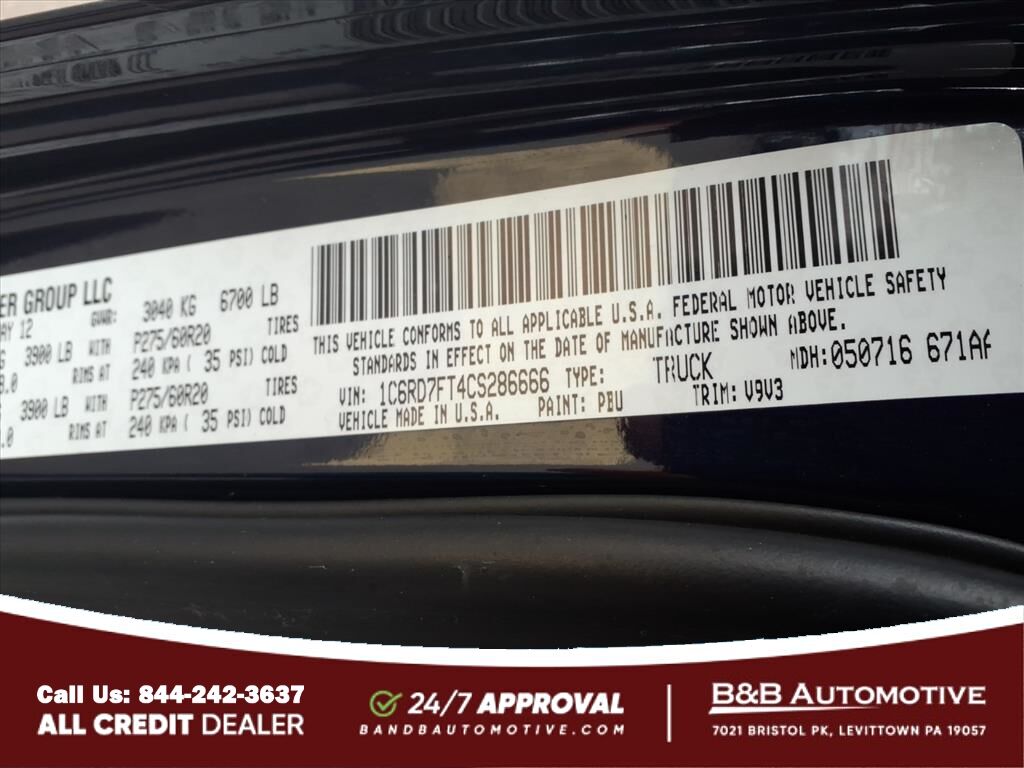 ER GROUP LLC
AY 12 GVWR: 3040 KG 6700 LB
3900 LB WITH P275/60R20 TIRES
RIMS AT 240 KPA ( 35 PSI) COLD
3900 LB WITH P275/60R20 TIRES
.0 RIMS AT 240 KPA ( 35 PSI) COLD
THIS VEHICLE CONFORMS TO ALL APPLICABLE U.S.A. FEDERAL MOTOR VEHICLE SAFETY
STANDARDS IN EFFECT ON THE DATE OF MANUFACTURE SHOWN ABOVE.
VIN: 1C6RD7FT4CS286666 TYPE: TRUCK MDH:050716 671AA
VEHICLE MADE IN U.S.A. PAINT: PBU TRIM: V9V3
Call Us: 844-242-3637
ALL CREDIT DEALER
24/7 APPROVAL
BANDBAUTOMOTIVE.COM
B&B AUTOMOTIVE
7021 BRISTOL PK, LEVITTOWN PA 19057